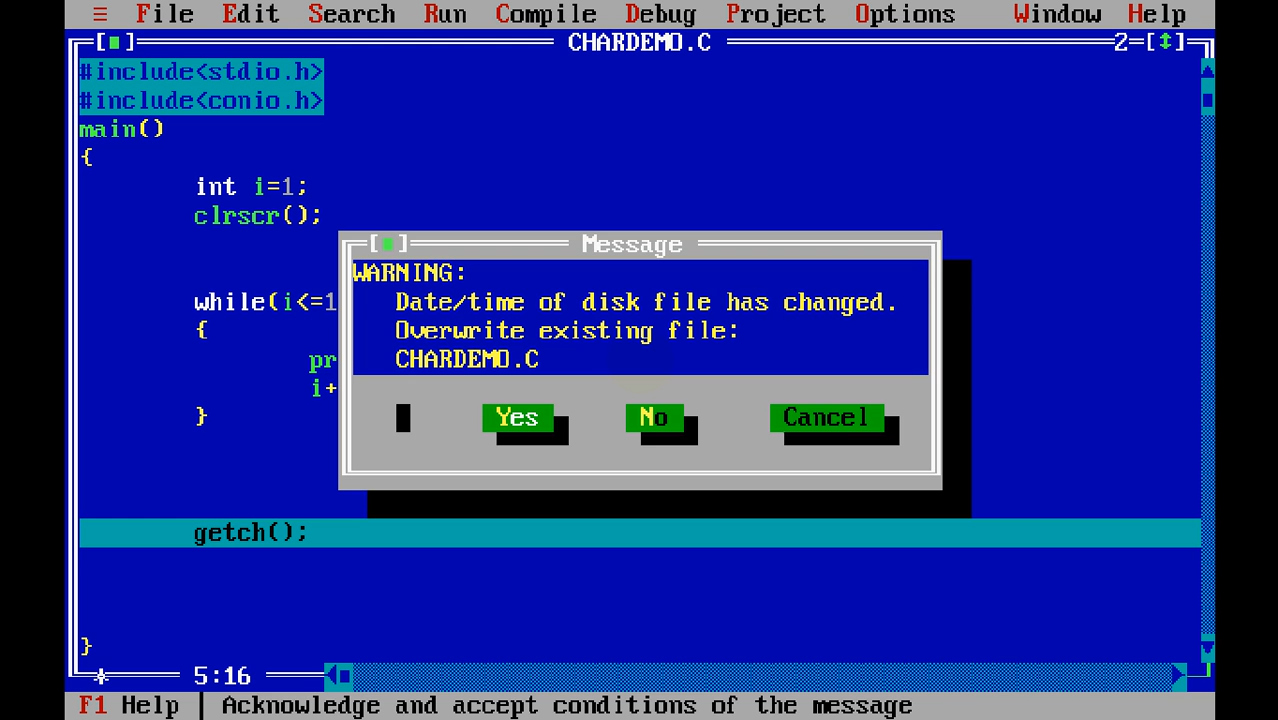 ≡ File Edit Search Run Compile Debug Project Options Window Help
[■] CHARDEMO.C 2=[↕]
#include<stdio.h>
#include<conio.h>
main()
{
int i=1;
clrscr();
while(i<=1
{
pr
i+
}
[■] Message
WARNING:
Date/time of disk file has changed.
Overwrite existing file:
CHARDEMO.C
Yes No Cancel
getch();
}
5:16
F1 Help │ Acknowledge and accept conditions of the message